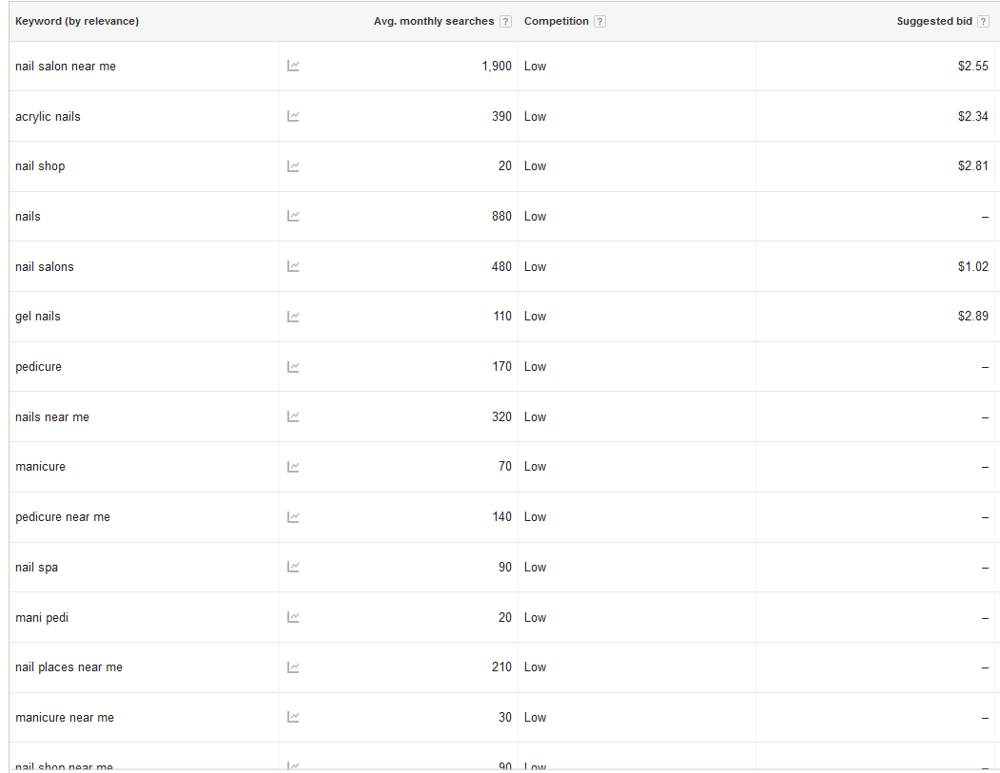 Keyword (by relevance) Avg. monthly searches ? Competition ? Suggested bid ?
nail salon near me 1,900 Low $2.55
acrylic nails 390 Low $2.34
nail shop 20 Low $2.81
nails 880 Low –
nail salons 480 Low $1.02
gel nails 110 Low $2.89
pedicure 170 Low –
nails near me 320 Low –
manicure 70 Low –
pedicure near me 140 Low –
nail spa 90 Low –
mani pedi 20 Low –
nail places near me 210 Low –
manicure near me 30 Low –
nail shop near me 90 Low –